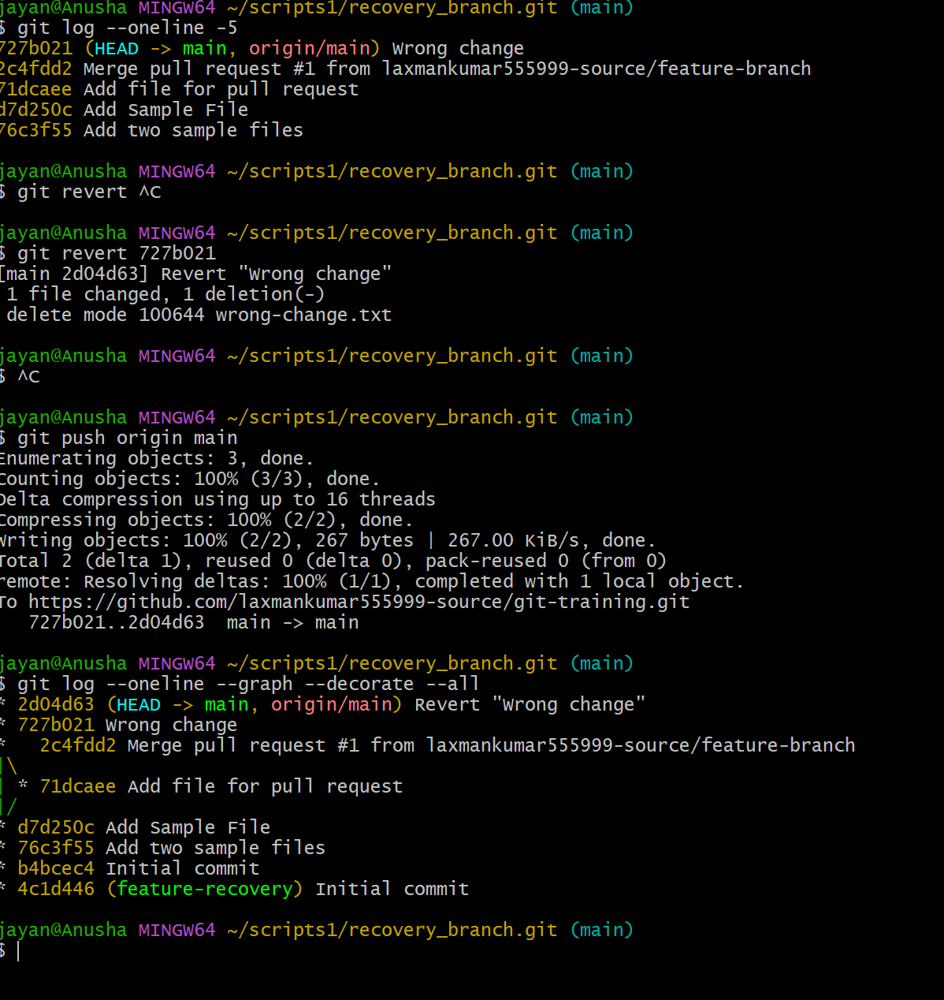 jayan@Anusha MINGW64 ~/scripts1/recovery_branch.git (main)
$ git log --oneline -5
727b021 (HEAD -> main, origin/main) Wrong change
2c4fdd2 Merge pull request #1 from laxmankumar555999-source/feature-branch
71dcaee Add file for pull request
d7d250c Add Sample File
76c3f55 Add two sample files

jayan@Anusha MINGW64 ~/scripts1/recovery_branch.git (main)
$ git revert ^C

jayan@Anusha MINGW64 ~/scripts1/recovery_branch.git (main)
$ git revert 727b021
[main 2d04d63] Revert "Wrong change"
 1 file changed, 1 deletion(-)
 delete mode 100644 wrong-change.txt

jayan@Anusha MINGW64 ~/scripts1/recovery_branch.git (main)
$ ^C

jayan@Anusha MINGW64 ~/scripts1/recovery_branch.git (main)
$ git push origin main
Enumerating objects: 3, done.
Counting objects: 100% (3/3), done.
Delta compression using up to 16 threads
Compressing objects: 100% (2/2), done.
Writing objects: 100% (2/2), 267 bytes | 267.00 KiB/s, done.
Total 2 (delta 1), reused 0 (delta 0), pack-reused 0 (from 0)
remote: Resolving deltas: 100% (1/1), completed with 1 local object.
To https://github.com/laxmankumar555999-source/git-training.git
   727b021..2d04d63  main -> main

jayan@Anusha MINGW64 ~/scripts1/recovery_branch.git (main)
$ git log --oneline --graph --decorate --all
* 2d04d63 (HEAD -> main, origin/main) Revert "Wrong change"
* 727b021 Wrong change
*   2c4fdd2 Merge pull request #1 from laxmankumar555999-source/feature-branch
|\
| * 71dcaee Add file for pull request
|/
* d7d250c Add Sample File
* 76c3f55 Add two sample files
* b4bcec4 Initial commit
* 4c1d446 (feature-recovery) Initial commit

jayan@Anusha MINGW64 ~/scripts1/recovery_branch.git (main)
$